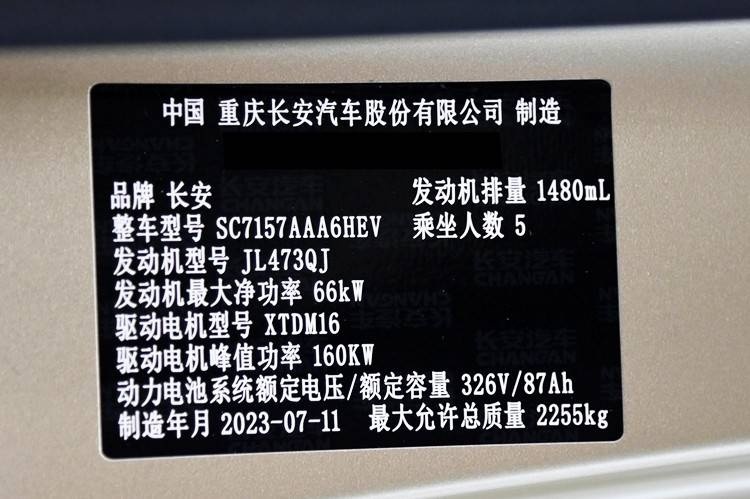 中国 重庆长安汽车股份有限公司 制造
品牌 长安 发动机排量 1480mL
整车型号 SC7157AAA6HEV 乘坐人数 5
发动机型号 JL473QJ
发动机最大净功率 66kW
驱动电机型号 XTDM16
驱动电机峰值功率 160KW
动力电池系统额定电压/额定容量 326V/87Ah
制造年月 2023-07-11 最大允许总质量 2255kg
长安汽车
CHANGAN